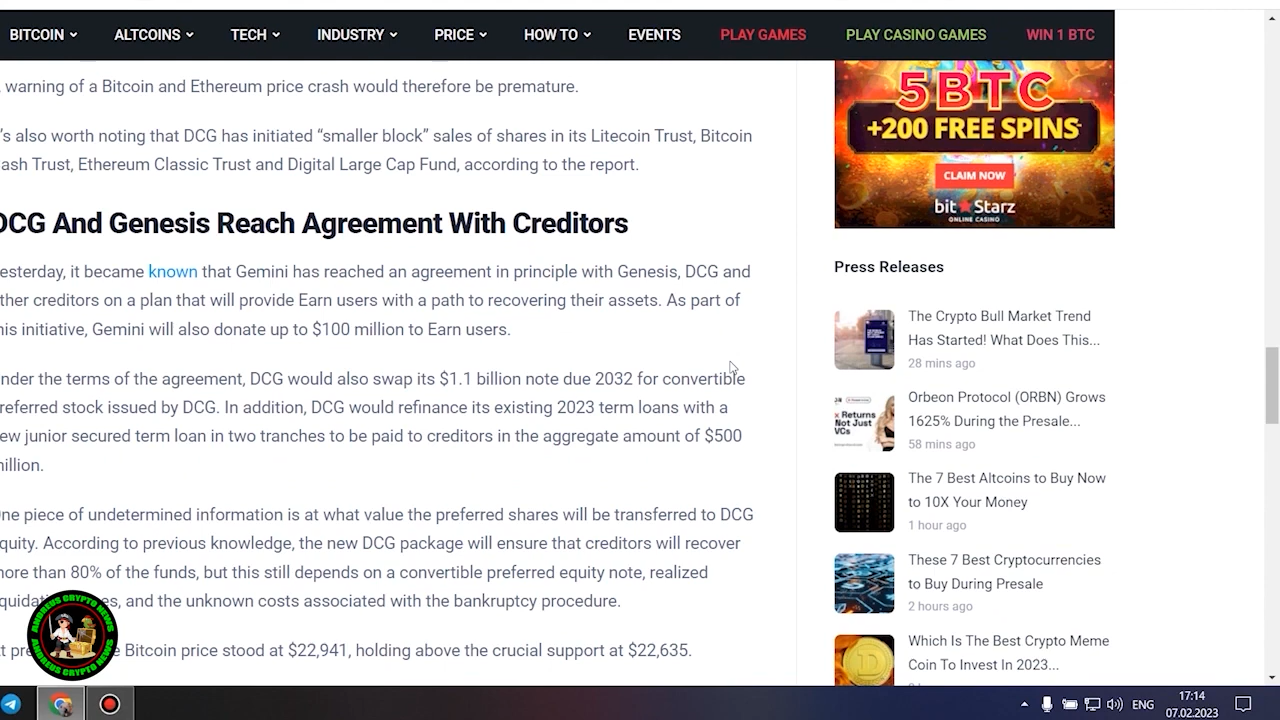 BITCOIN ALTCOINS TECH INDUSTRY PRICE HOW TO EVENTS PLAY GAMES PLAY CASINO GAMES WIN 1 BTC
warning of a Bitcoin and Ethereum price crash would therefore be premature.
's also worth noting that DCG has initiated “smaller block” sales of shares in its Litecoin Trust, Bitcoin
ash Trust, Ethereum Classic Trust and Digital Large Cap Fund, according to the report.
DCG And Genesis Reach Agreement With Creditors
esterday, it became known that Gemini has reached an agreement in principle with Genesis, DCG and
ther creditors on a plan that will provide Earn users with a path to recovering their assets. As part of
his initiative, Gemini will also donate up to $100 million to Earn users.
nder the terms of the agreement, DCG would also swap its $1.1 billion note due 2032 for convertible
referred stock issued by DCG. In addition, DCG would refinance its existing 2023 term loans with a
ew junior secured term loan in two tranches to be paid to creditors in the aggregate amount of $500
illion.
ne piece of undetermined information is at what value the preferred shares will be transferred to DCG
quity. According to previous knowledge, the new DCG package will ensure that creditors will recover
ore than 80% of the funds, but this still depends on a convertible preferred equity note, realized
quidat es, and the unknown costs associated with the bankruptcy procedure.
t pre Bitcoin price stood at $22,941, holding above the crucial support at $22,635.
ANDREUS CRYPTO NEWS
ANDREUS CRYPTO NEWS
5BTC
+200 FREE SPINS
CLAIM NOW
bitStarz
ONLINE CASINO
Press Releases
The Crypto Bull Market Trend
Has Started! What Does This...
28 mins ago
Orbeon Protocol (ORBN) Grows
1625% During the Presale...
58 mins ago
x Returns
Not Just
VCs
The 7 Best Altcoins to Buy Now
to 10X Your Money
1 hour ago
These 7 Best Cryptocurrencies
to Buy During Presale
2 hours ago
Which Is The Best Crypto Meme
Coin To Invest In 2023...
ENG
17:14
07.02.2023